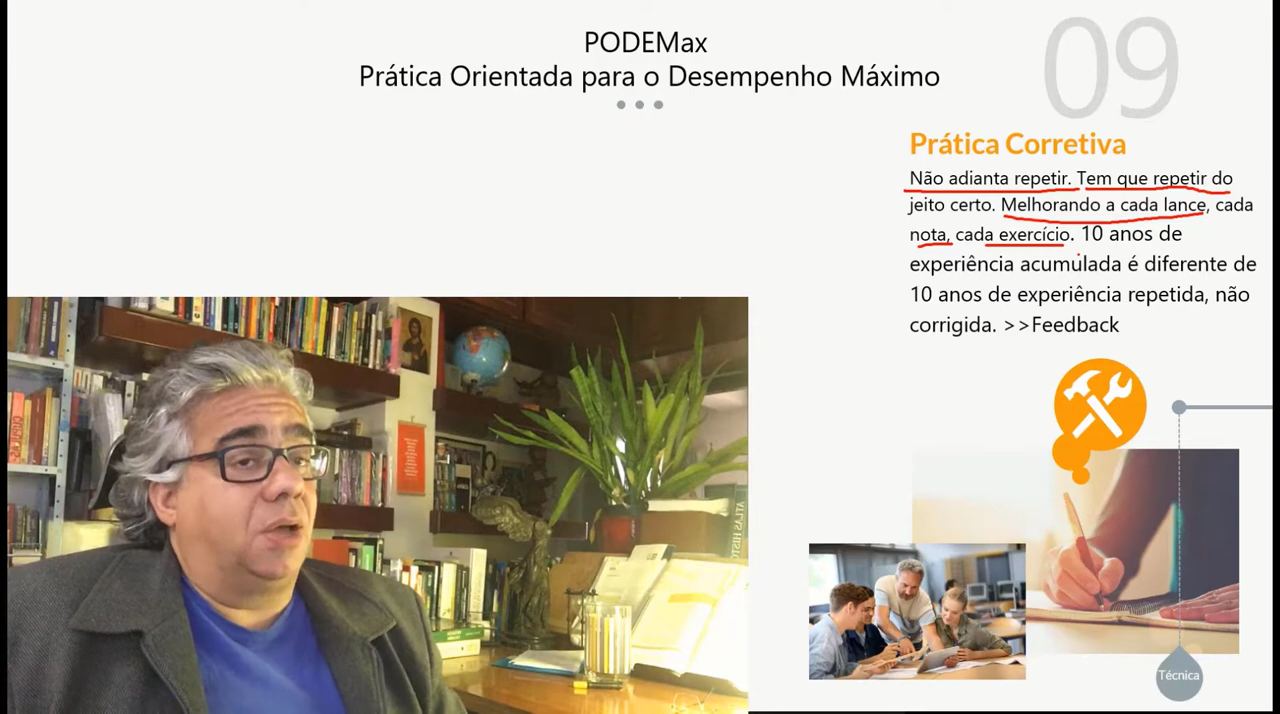 PODEMax
Prática Orientada para o Desempenho Máximo
09
Prática Corretiva
Não adianta repetir. Tem que repetir do
jeito certo. Melhorando a cada lance, cada
nota, cada exercício. 10 anos de
experiência acumulada é diferente de
10 anos de experiência repetida, não
corrigida. >>Feedback
Técnica